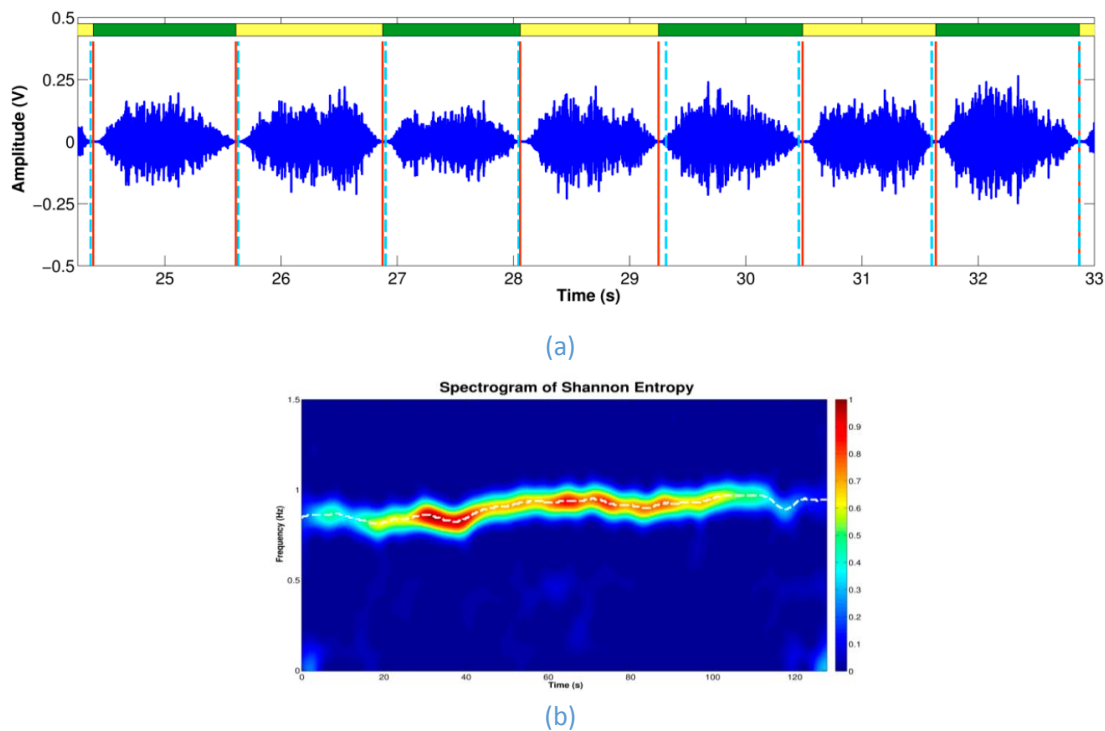 0.5
0.25
0
−0.25
−0.5
Amplitude (V)
25 26 27 28 29 30 31 32 33
Time (s)
(a)
Spectrogram of Shannon Entropy
1.5
1
0.5
0
Frequency (Hz)
0 20 40 60 80 100 120
Time (s)
1
0.9
0.8
0.7
0.6
0.5
0.4
0.3
0.2
0.1
0
(b)